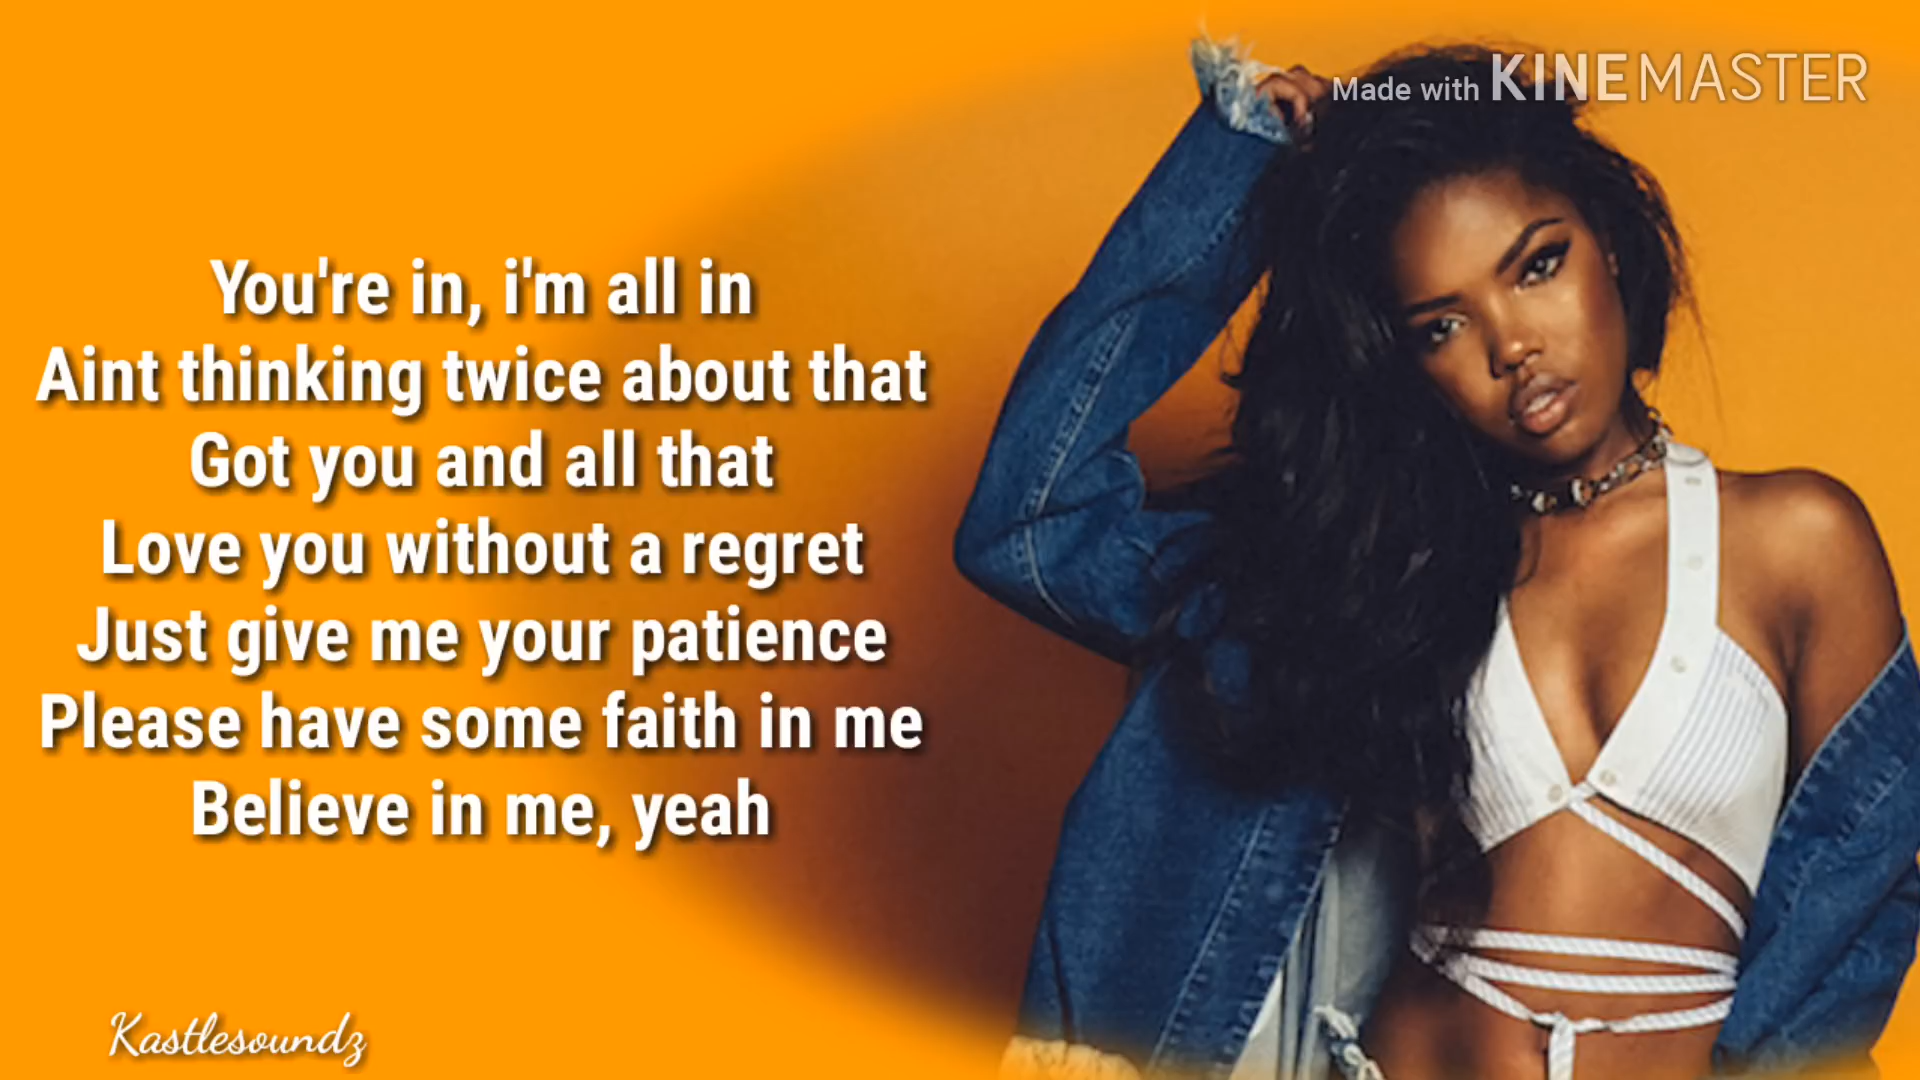 Made with KINEMASTER
You're in, i'm all in
Aint thinking twice about that
Got you and all that
Love you without a regret
Just give me your patience
Please have some faith in me
Believe in me, yeah
Kastlesoundz